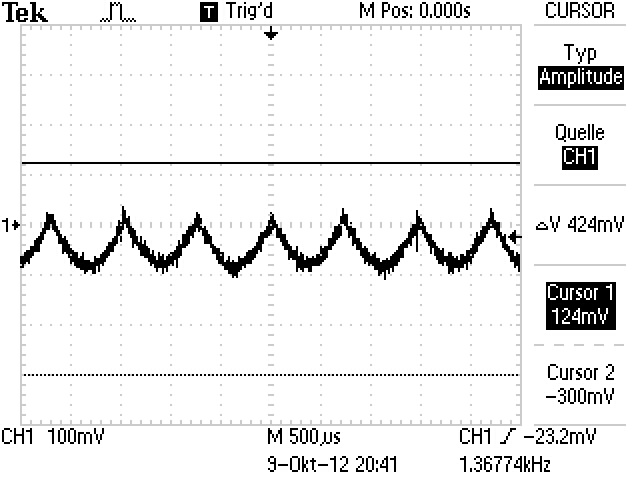 Tek T Trig'd M Pos: 0.000s CURSOR
Typ
Amplitude
Quelle
CH1
1
△V 424mV
Cursor 1
124mV
Cursor 2
-300mV
CH1 100mV M 500µs CH1 -23.2mV
9-Okt-12 20:41 1.36774kHz